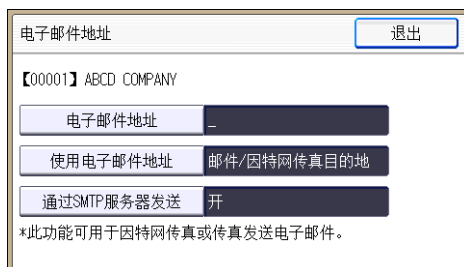 电子邮件地址 退出
【00001】ABCD COMPANY
电子邮件地址 _
使用电子邮件地址 邮件/因特网传真目的地
通过SMTP服务器发送 开
*此功能可用于因特网传真或传真发送电子邮件。